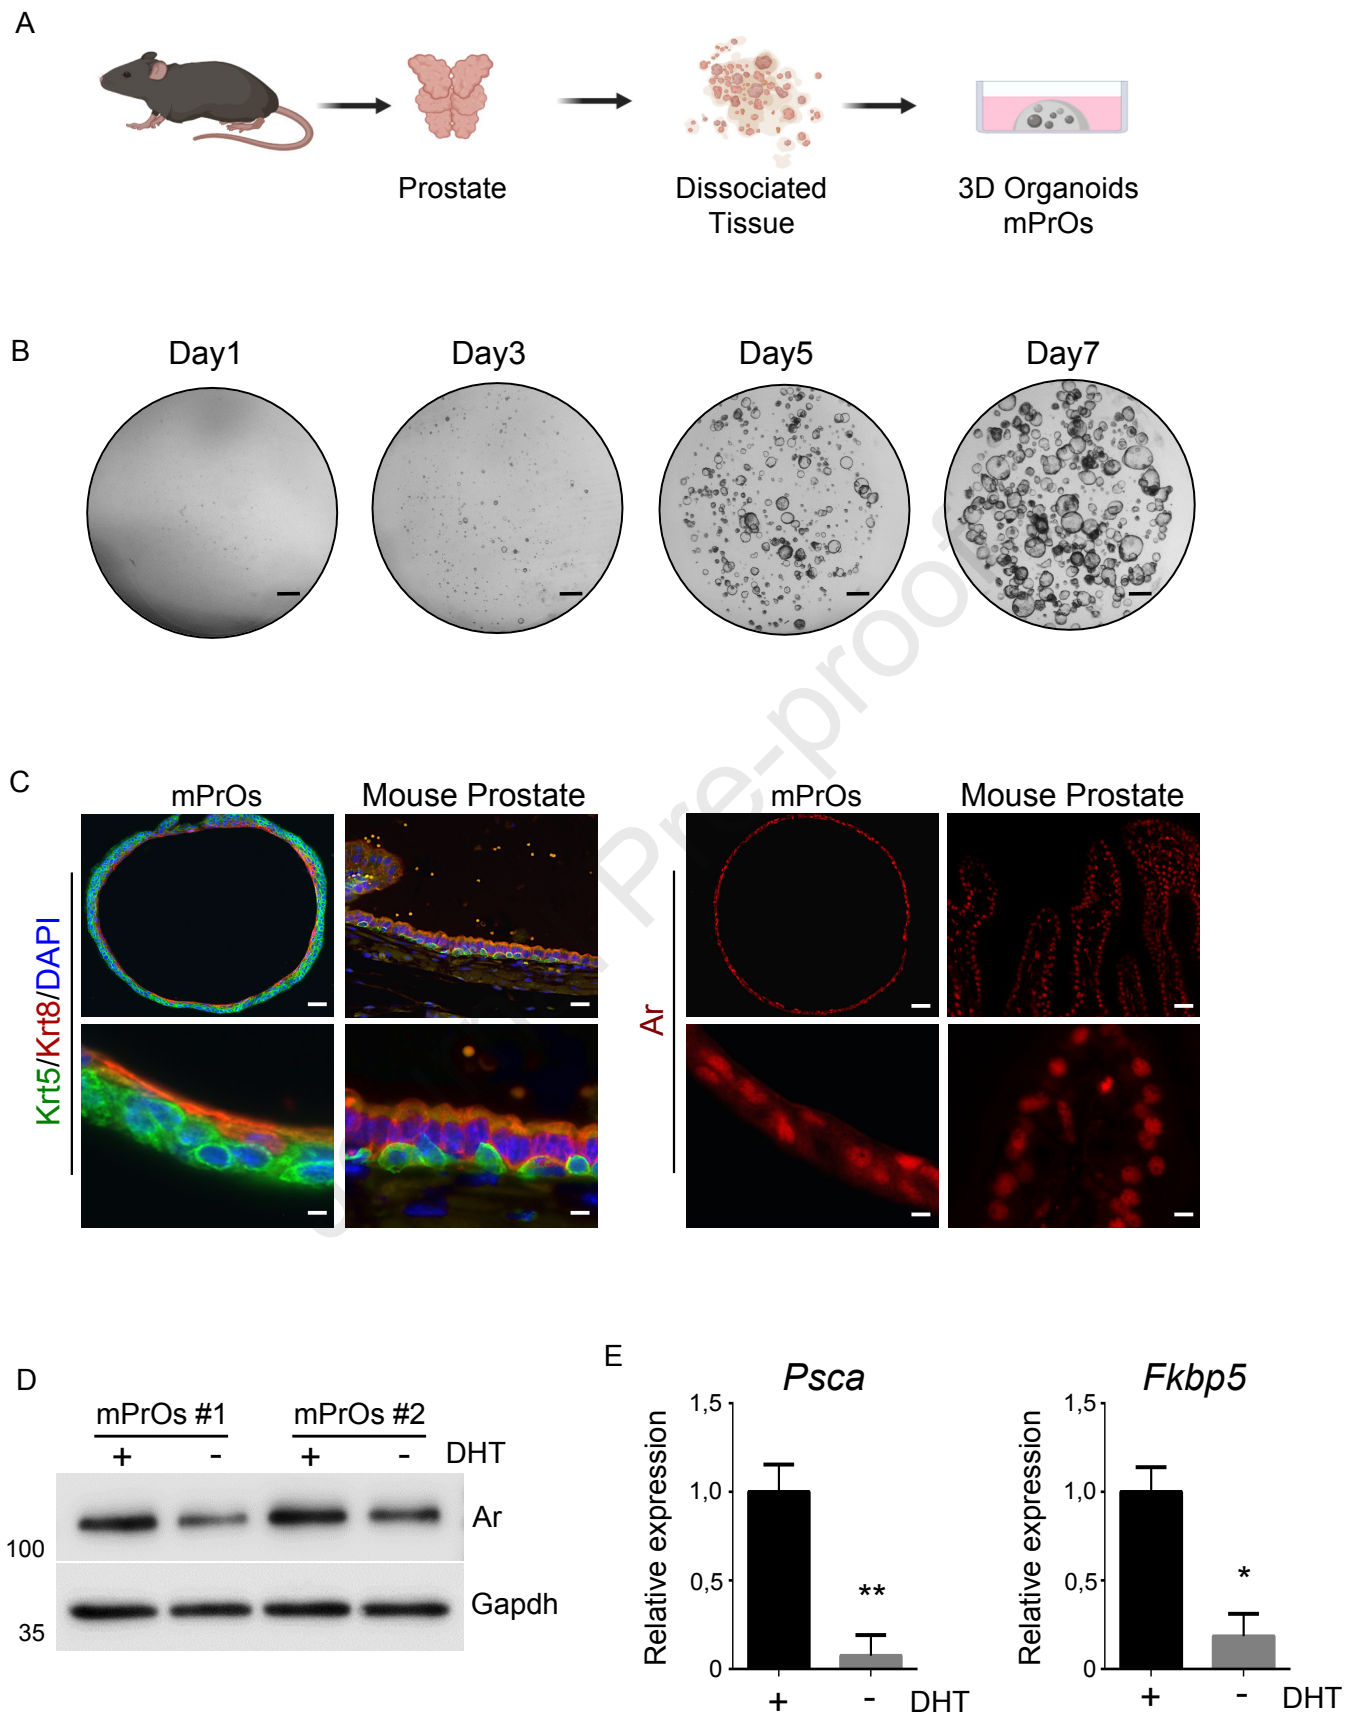 A
Prostate
Dissociated
Tissue
3D Organoids
mPrOs
B
Day1
Day3
Day5
Day7
C
mPrOs
Mouse Prostate
mPrOs
Mouse Prostate
Krt5/Krt8/DAPI
Ar
D
mPrOs #1
mPrOs #2
+ - + - DHT
Ar
100
Gapdh
35
E
Psca
Relative expression
1,5
1,0
0,5
0
**
+ - DHT
Fkbp5
Relative expression
1,5
1,0
0,5
0
*
+ - DHT
Pre-proof